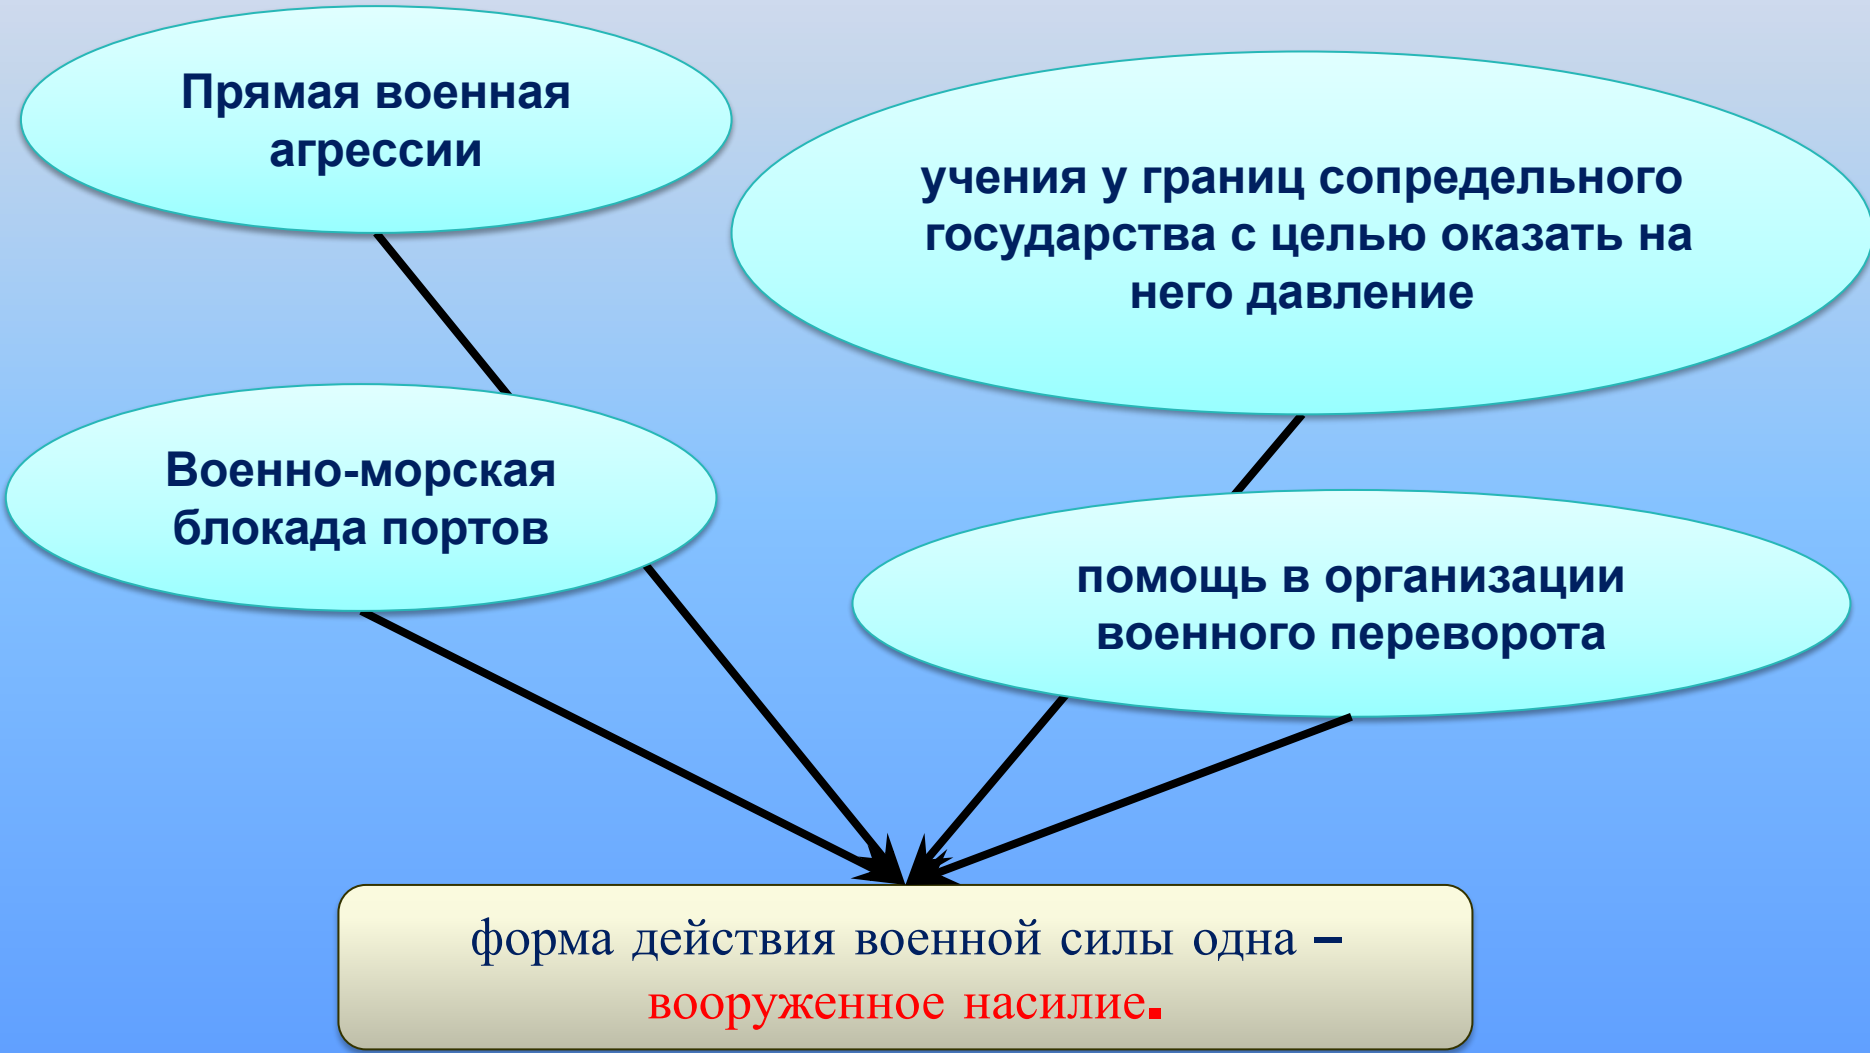 Прямая военная
агрессии
учения у границ сопредельного
государства с целью оказать на
него давление
Военно-морская
блокада портов
помощь в организации
военного переворота
форма действия военной силы одна –
вооруженное насилие.